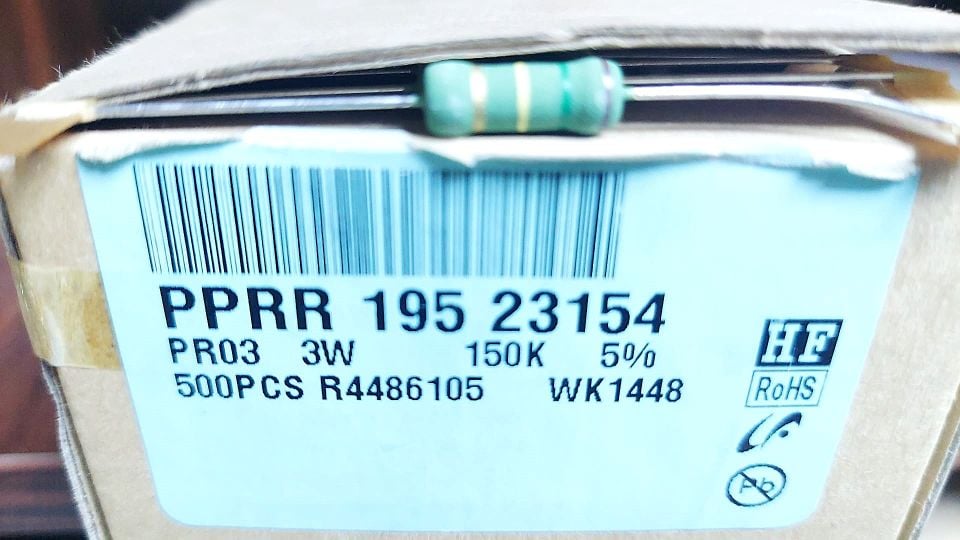 PPRR 195 23154
PR03 3W 150K 5%
500PCS R4486105 WK1448
HF
RoHS
Pb